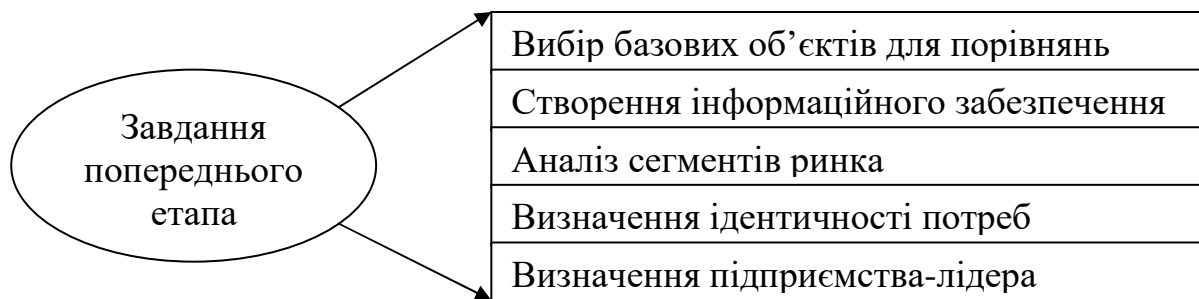 Завдання
попереднього
етапа
Вибір базових об’єктів для порівнянь
Створення інформаційного забезпечення
Аналіз сегментів ринка
Визначення ідентичності потреб
Визначення підприємства-лідера